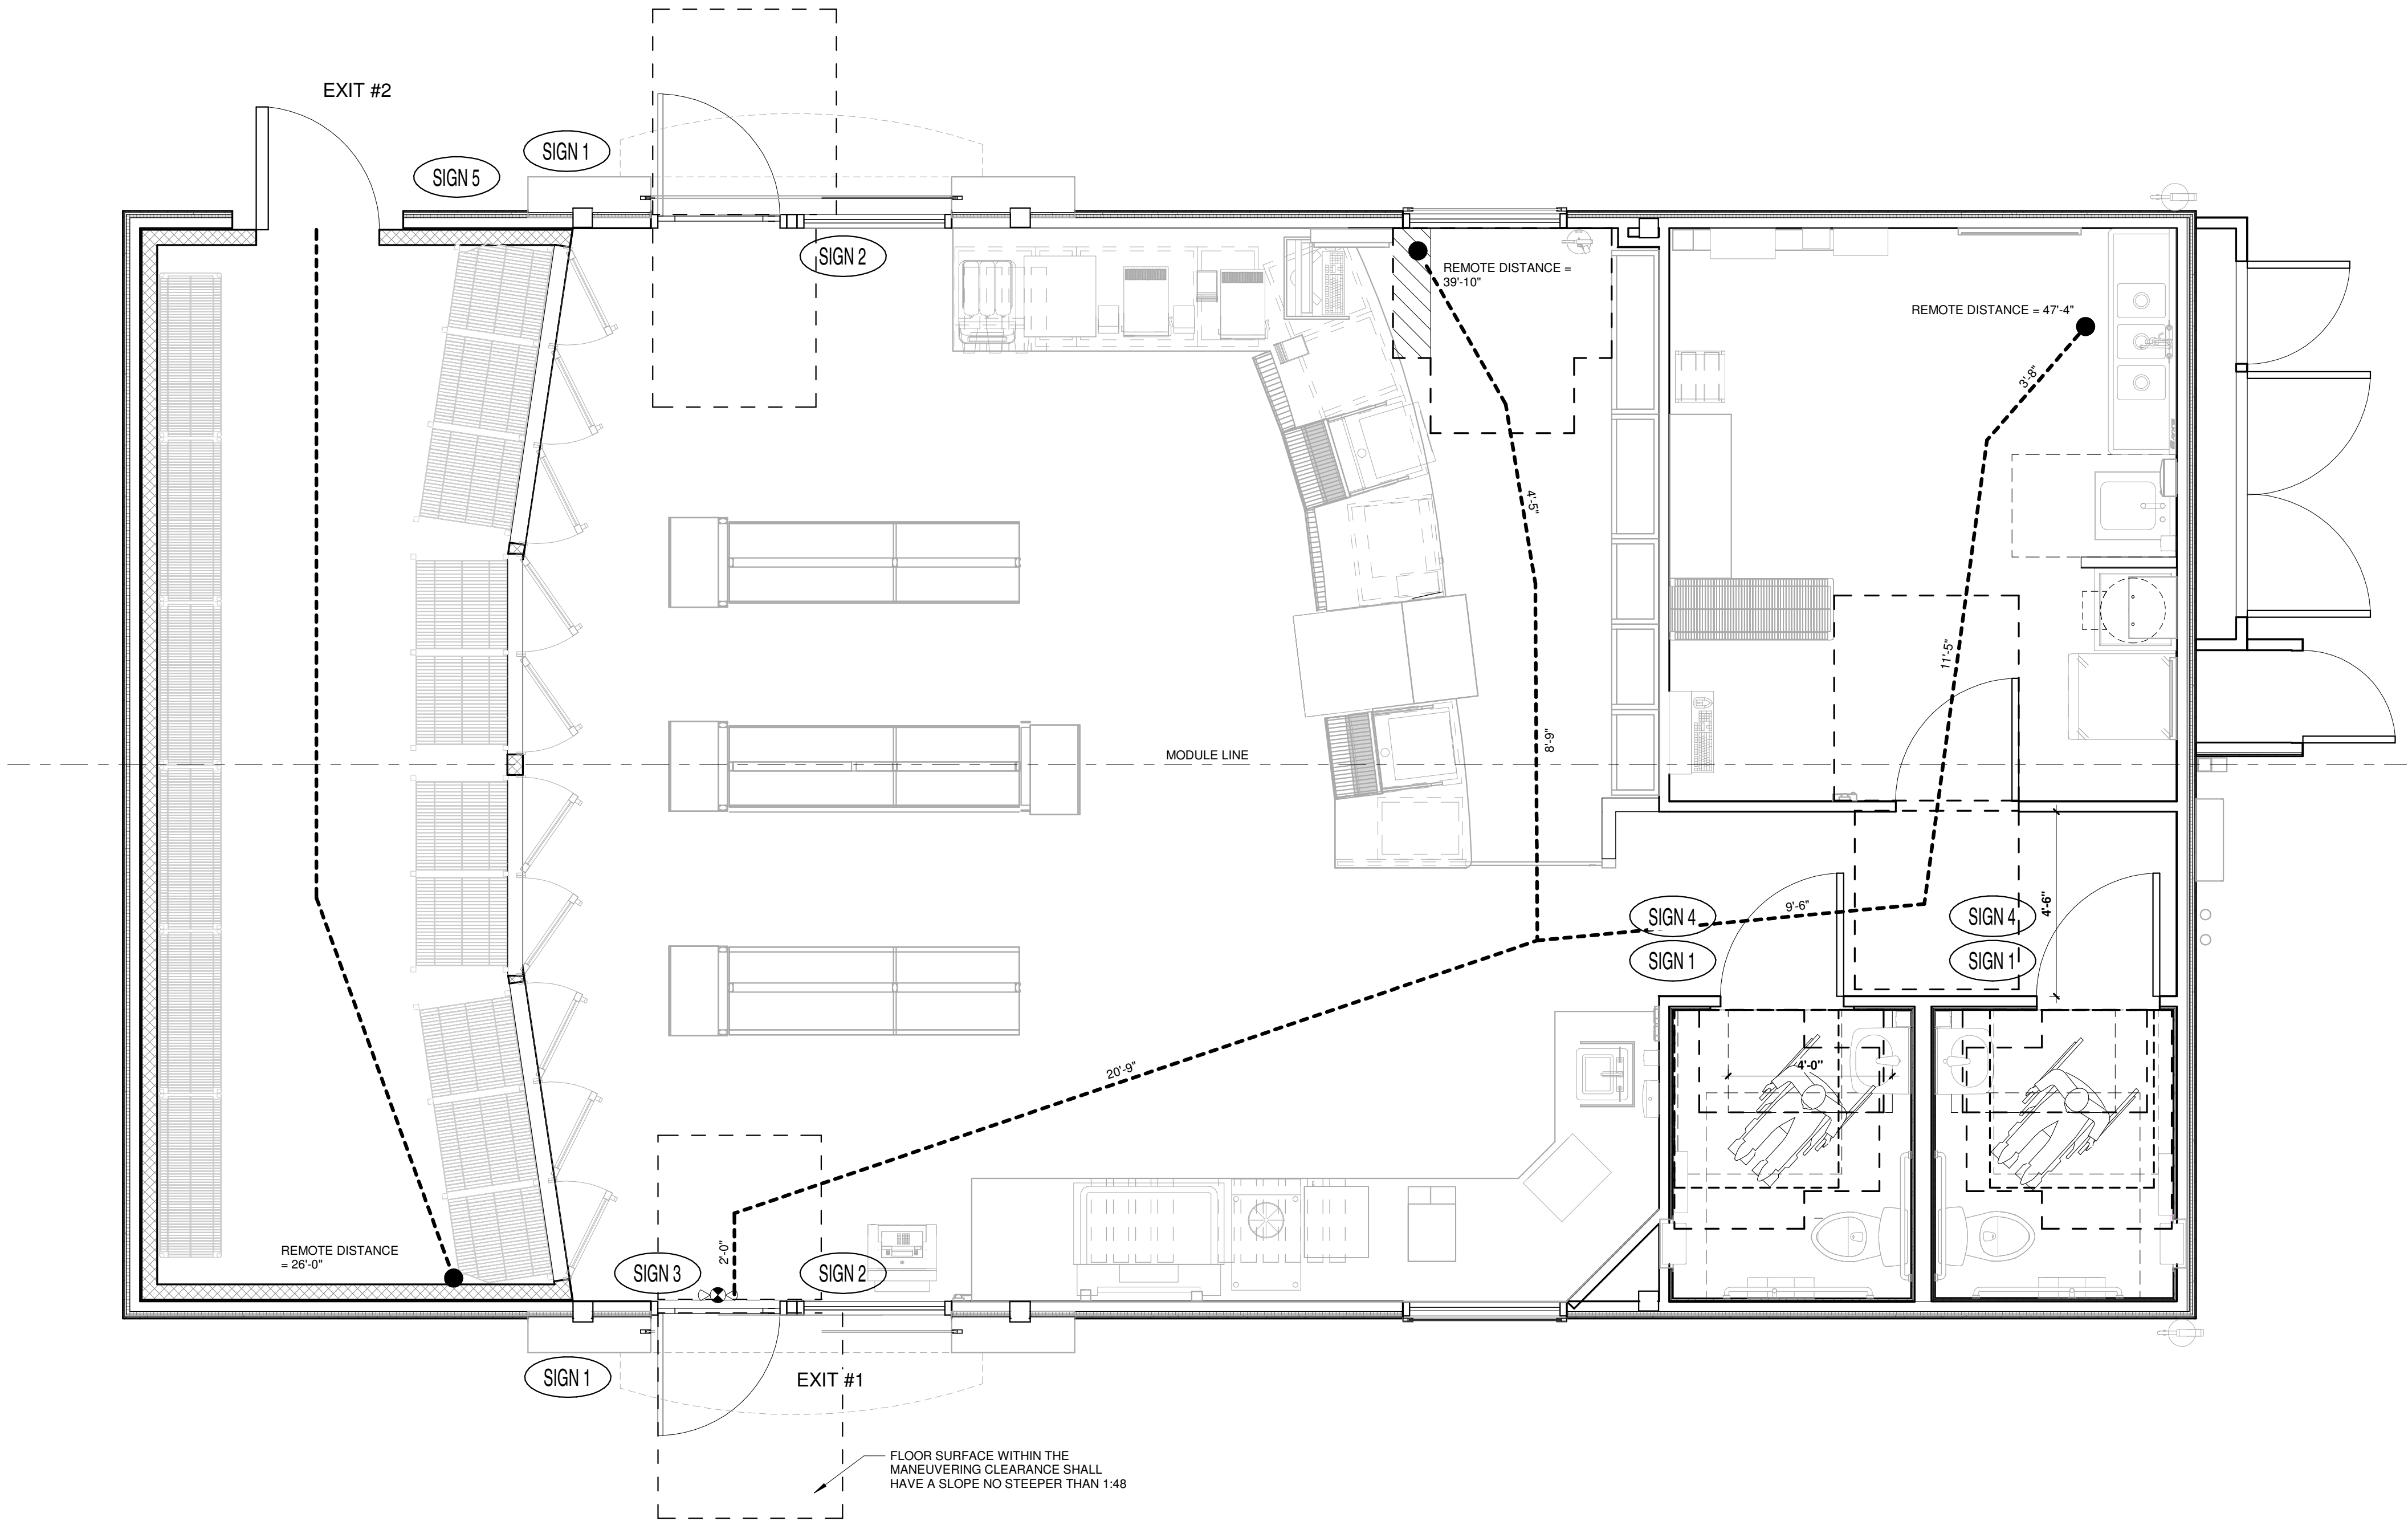 EXIT #2
SIGN 1
SIGN 5
SIGN 2
REMOTE DISTANCE =
39'-10"
REMOTE DISTANCE = 47'-4"
3'-8"
4'-5"
11'-5"
8'-9"
MODULE LINE
SIGN 4
9'-6"
SIGN 4
4'-6"
SIGN 1
SIGN 1
20'-9"
4'-0"
REMOTE DISTANCE
= 26'-0"
2'-0"
SIGN 3
SIGN 2
SIGN 1
EXIT #1
FLOOR SURFACE WITHIN THE
MANEUVERING CLEARANCE SHALL
HAVE A SLOPE NO STEEPER THAN 1:48